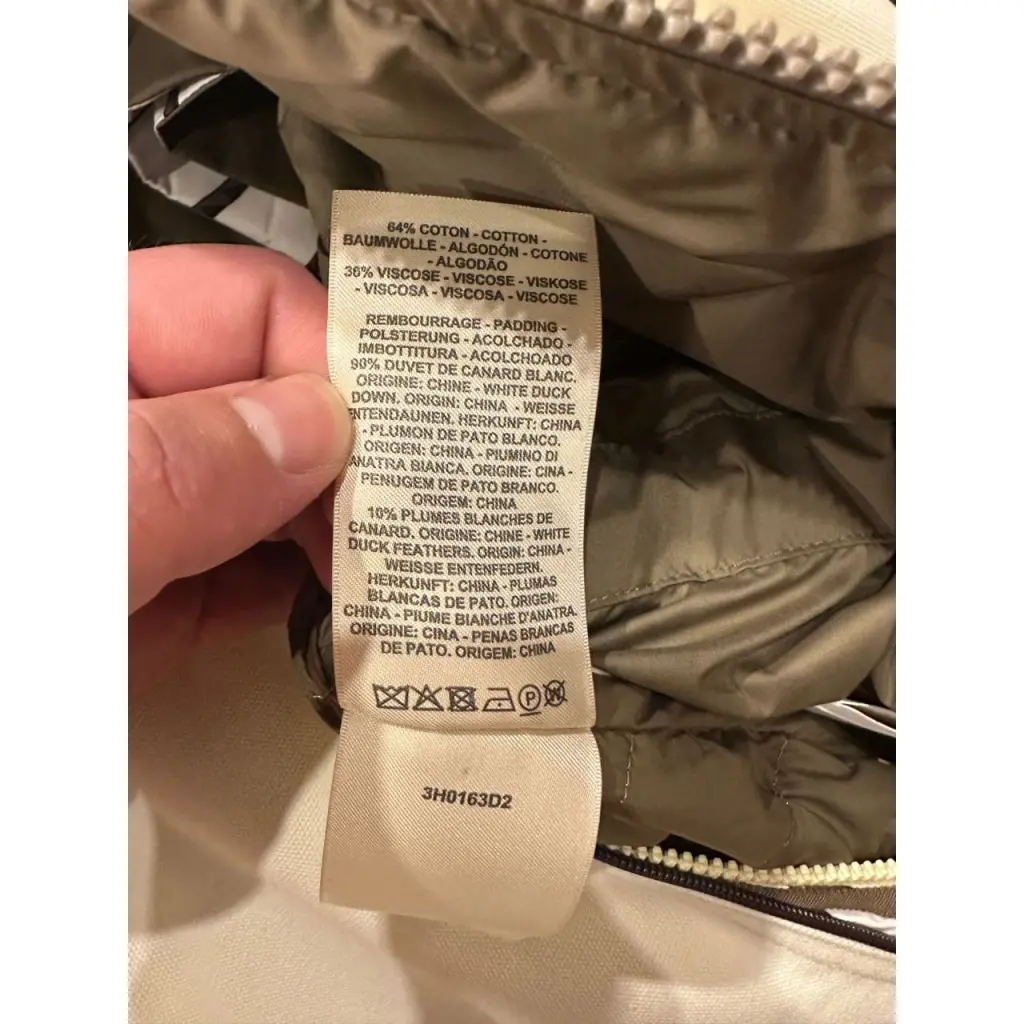 64% COTON - COTTON -
BAUMWOLLE - ALGODÓN - COTONE
- ALGODÃO
36% VISCOSE - VISCOSE - VISKOSE
- VISCOSA - VISCOSA - VISCOSE
REMBOURRAGE - PADDING -
POLSTERUNG - ACOLCHADO -
IMBOTTITURA - ACOLCHOADO
90% DUVET DE CANARD BLANC.
ORIGINE: CHINE - WHITE DUCK
DOWN. ORIGIN: CHINA - WEISSE
ENTENDAUNEN. HERKUNFT: CHINA
- PLUMON DE PATO BLANCO.
ORIGEN: CHINA - PIUMINO DI
ANATRA BIANCA. ORIGINE: CINA -
PENUGEM DE PATO BRANCO.
ORIGEM: CHINA
10% PLUMES BLANCHES DE
CANARD. ORIGINE: CHINE - WHITE
DUCK FEATHERS. ORIGIN: CHINA -
WEISSE ENTENFEDERN.
HERKUNFT: CHINA - PLUMAS
BLANCAS DE PATO. ORIGEN:
CHINA - PIUME BIANCHE D'ANATRA.
ORIGINE: CINA - PENAS BRANCAS
DE PATO. ORIGEM: CHINA
P W
3H0163D2